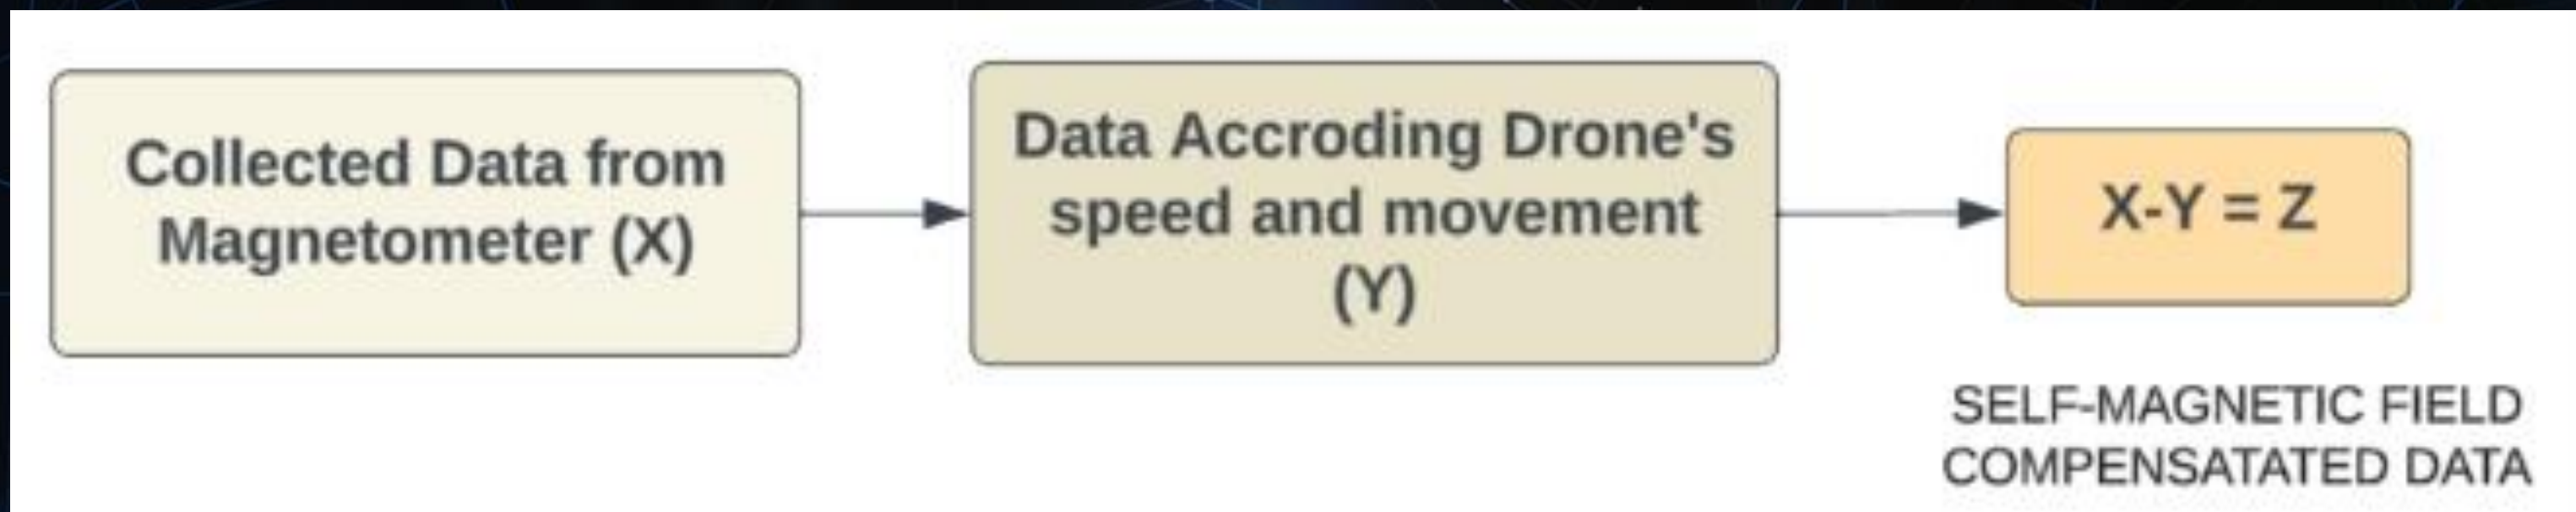 Collected Data from
Magnetometer (X)
Data Accroding Drone's
speed and movement
(Y)
X-Y = Z
SELF-MAGNETIC FIELD
COMPENSATATED DATA